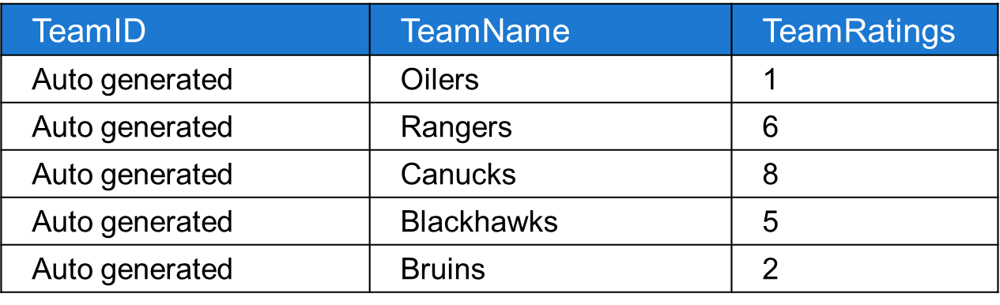 TeamID TeamName TeamRatings
Auto generated Oilers 1
Auto generated Rangers 6
Auto generated Canucks 8
Auto generated Blackhawks 5
Auto generated Bruins 2